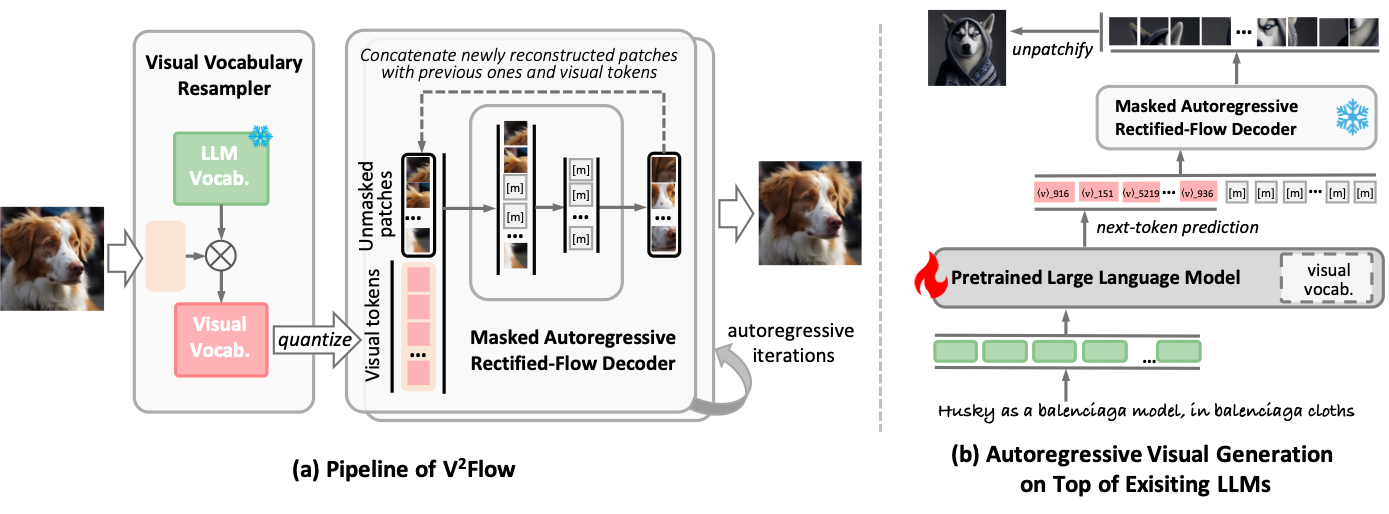 Visual Vocabulary
Resampler
LLM
Vocab.
Visual
Vocab.
quantize
Concatenate newly reconstructed patches
with previous ones and visual tokens
Unmasked
patches
•••
Visual tokens
•••
[m]
[m]
•••
[m]
[m]
•••
[m]
•••
Masked Autoregressive
Rectified-Flow Decoder
autoregressive
iterations
(a) Pipeline of V²Flow
unpatchify
•••
Masked Autoregressive
Rectified-Flow Decoder
⟨v⟩_916 ⟨v⟩_151 ⟨v⟩_5219 ••• ⟨v⟩_936 [m] [m] [m] ••• [m] [m]
next-token prediction
Pretrained Large Language Model
visual
vocab.
...
Husky as a balenciaga model, in balenciaga cloths
(b) Autoregressive Visual Generation
on Top of Exisiting LLMs